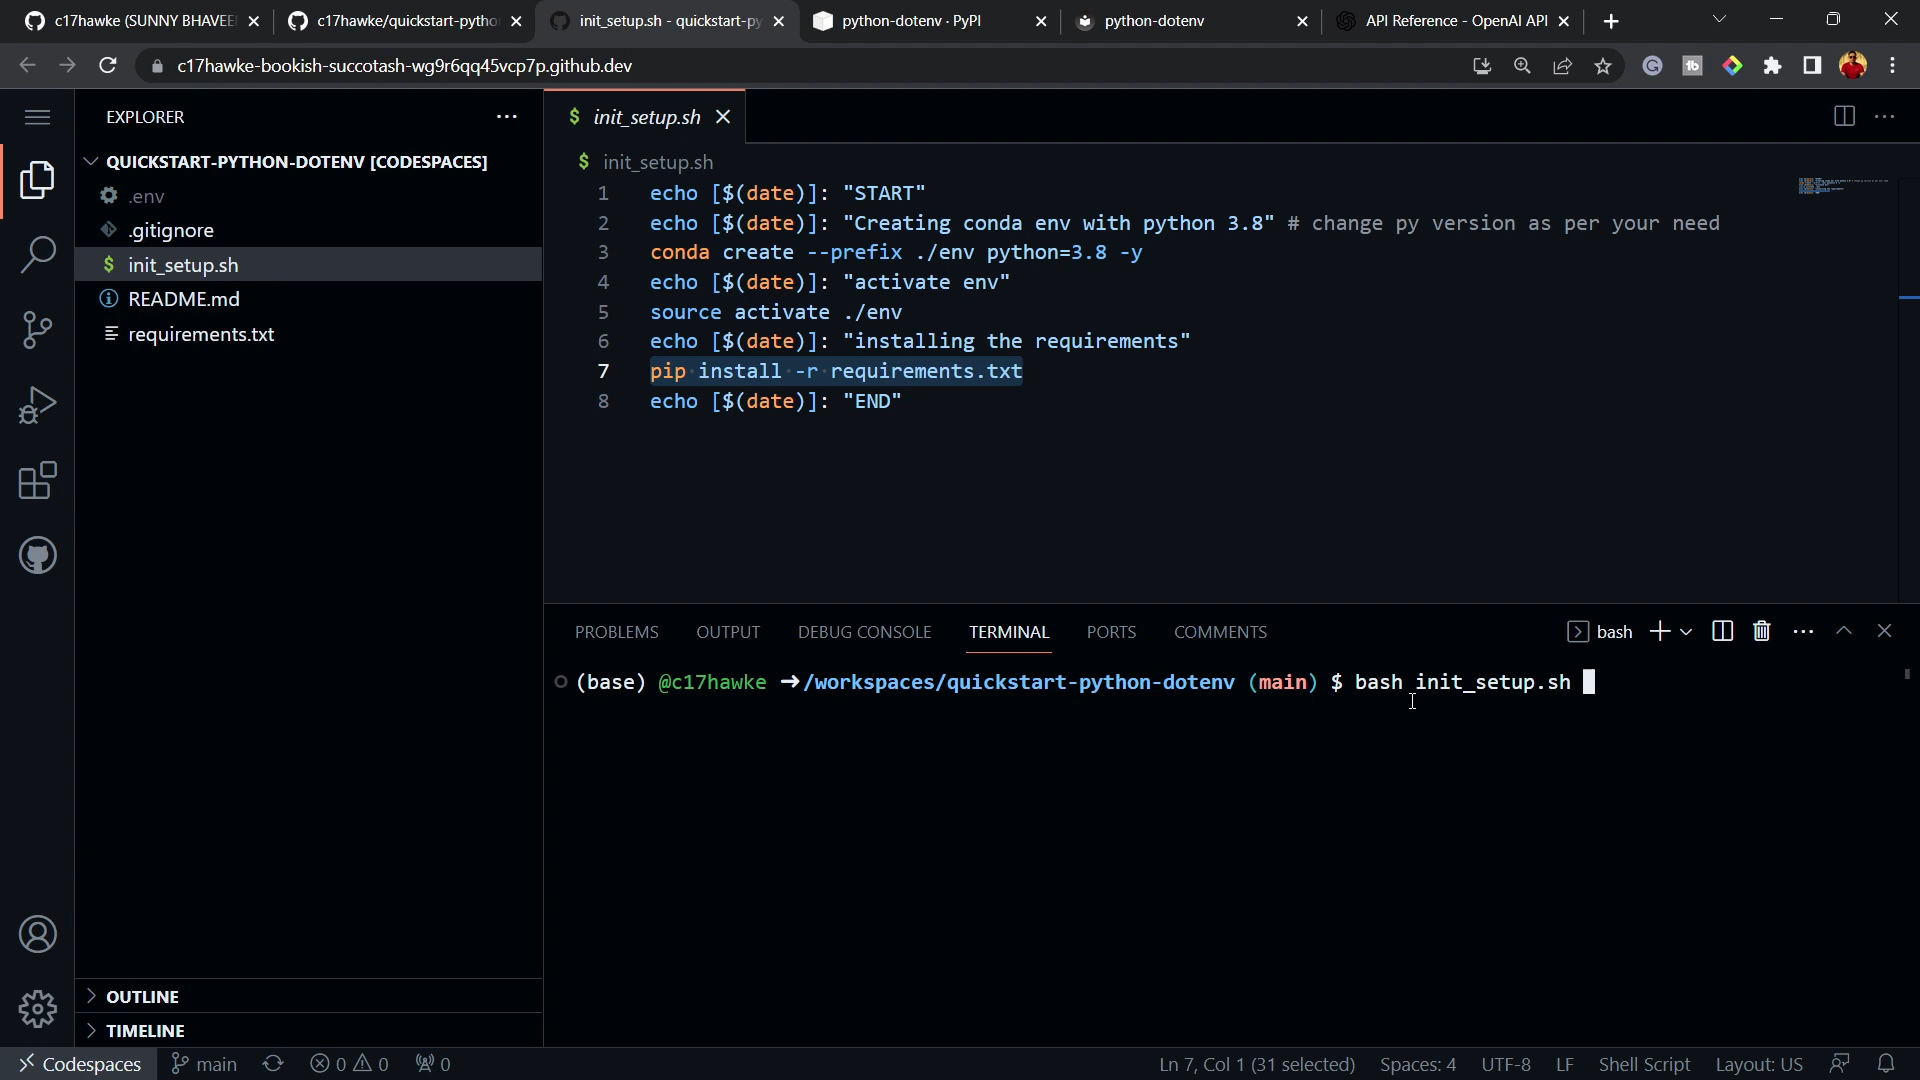 c17hawke (SUNNY BHAVEE
c17hawke/quickstart-pytho
init_setup.sh - quickstart-py
python-dotenv · PyPI
python-dotenv
API Reference - OpenAI API
c17hawke-bookish-succotash-wg9r6qq45vcp7p.github.dev
EXPLORER
QUICKSTART-PYTHON-DOTENV [CODESPACES]
.env
.gitignore
init_setup.sh
README.md
requirements.txt
OUTLINE
TIMELINE
$ init_setup.sh
$ init_setup.sh
1 echo [$(date)]: "START"
2 echo [$(date)]: "Creating conda env with python 3.8" # change py version as per your need
3 conda create --prefix ./env python=3.8 -y
4 echo [$(date)]: "activate env"
5 source activate ./env
6 echo [$(date)]: "installing the requirements"
7 pip install -r requirements.txt
8 echo [$(date)]: "END"
PROBLEMS OUTPUT DEBUG CONSOLE TERMINAL PORTS COMMENTS
bash
(base) @c17hawke ➜/workspaces/quickstart-python-dotenv (main) $ bash init_setup.sh
Codespaces main 0 0 0
Ln 7, Col 1 (31 selected) Spaces: 4 UTF-8 LF Shell Script Layout: US